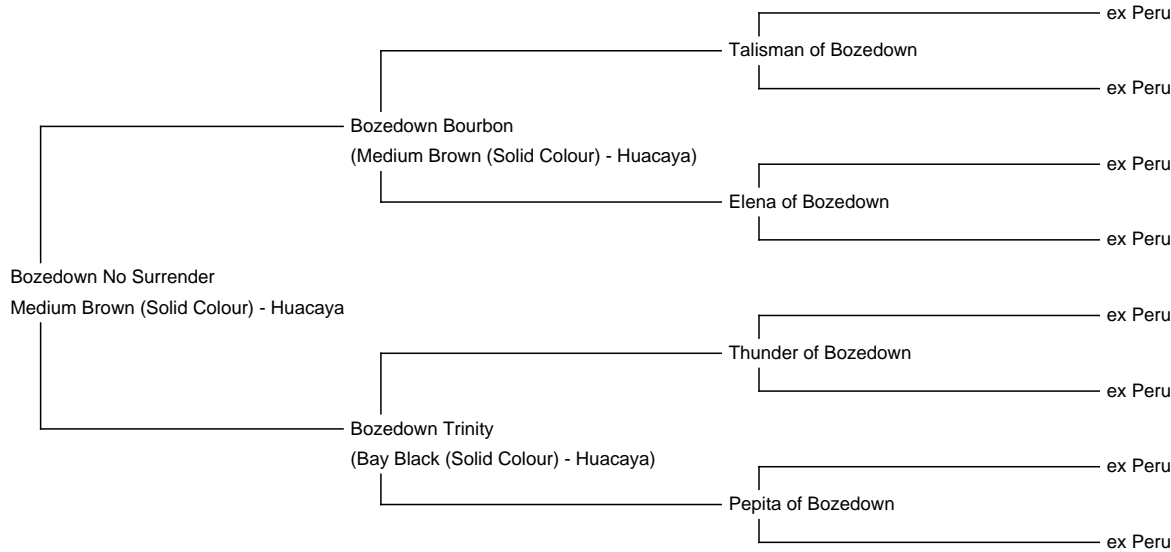 ex Peru
Talisman of Bozedown
ex Peru
Bozedown Bourbon
(Medium Brown (Solid Colour) - Huacaya)
ex Peru
Elena of Bozedown
ex Peru
Bozedown No Surrender
Medium Brown (Solid Colour) - Huacaya
ex Peru
Thunder of Bozedown
ex Peru
Bozedown Trinity
(Bay Black (Solid Colour) - Huacaya)
ex Peru
Pepita of Bozedown
ex Peru